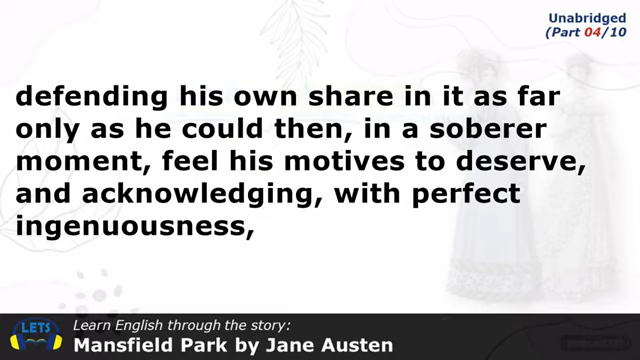 Unabridged
(Part 04/10
defending his own share in it as far
only as he could then, in a soberer
moment, feel his motives to deserve,
and acknowledging, with perfect
ingenuousness,
LETS
Learn English through the story:
Mansfield Park by Jane Austen